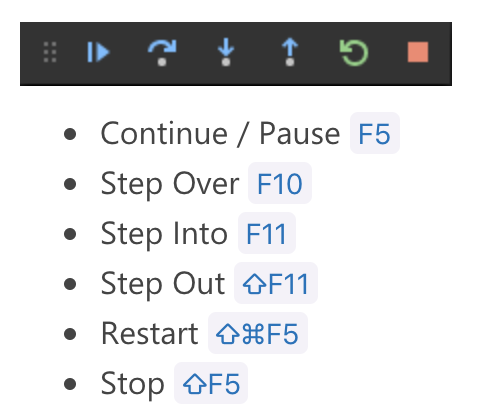 • Continue / Pause F5
• Step Over F10
• Step Into F11
• Step Out ⇧F11
• Restart ⇧⌘F5
• Stop ⇧F5